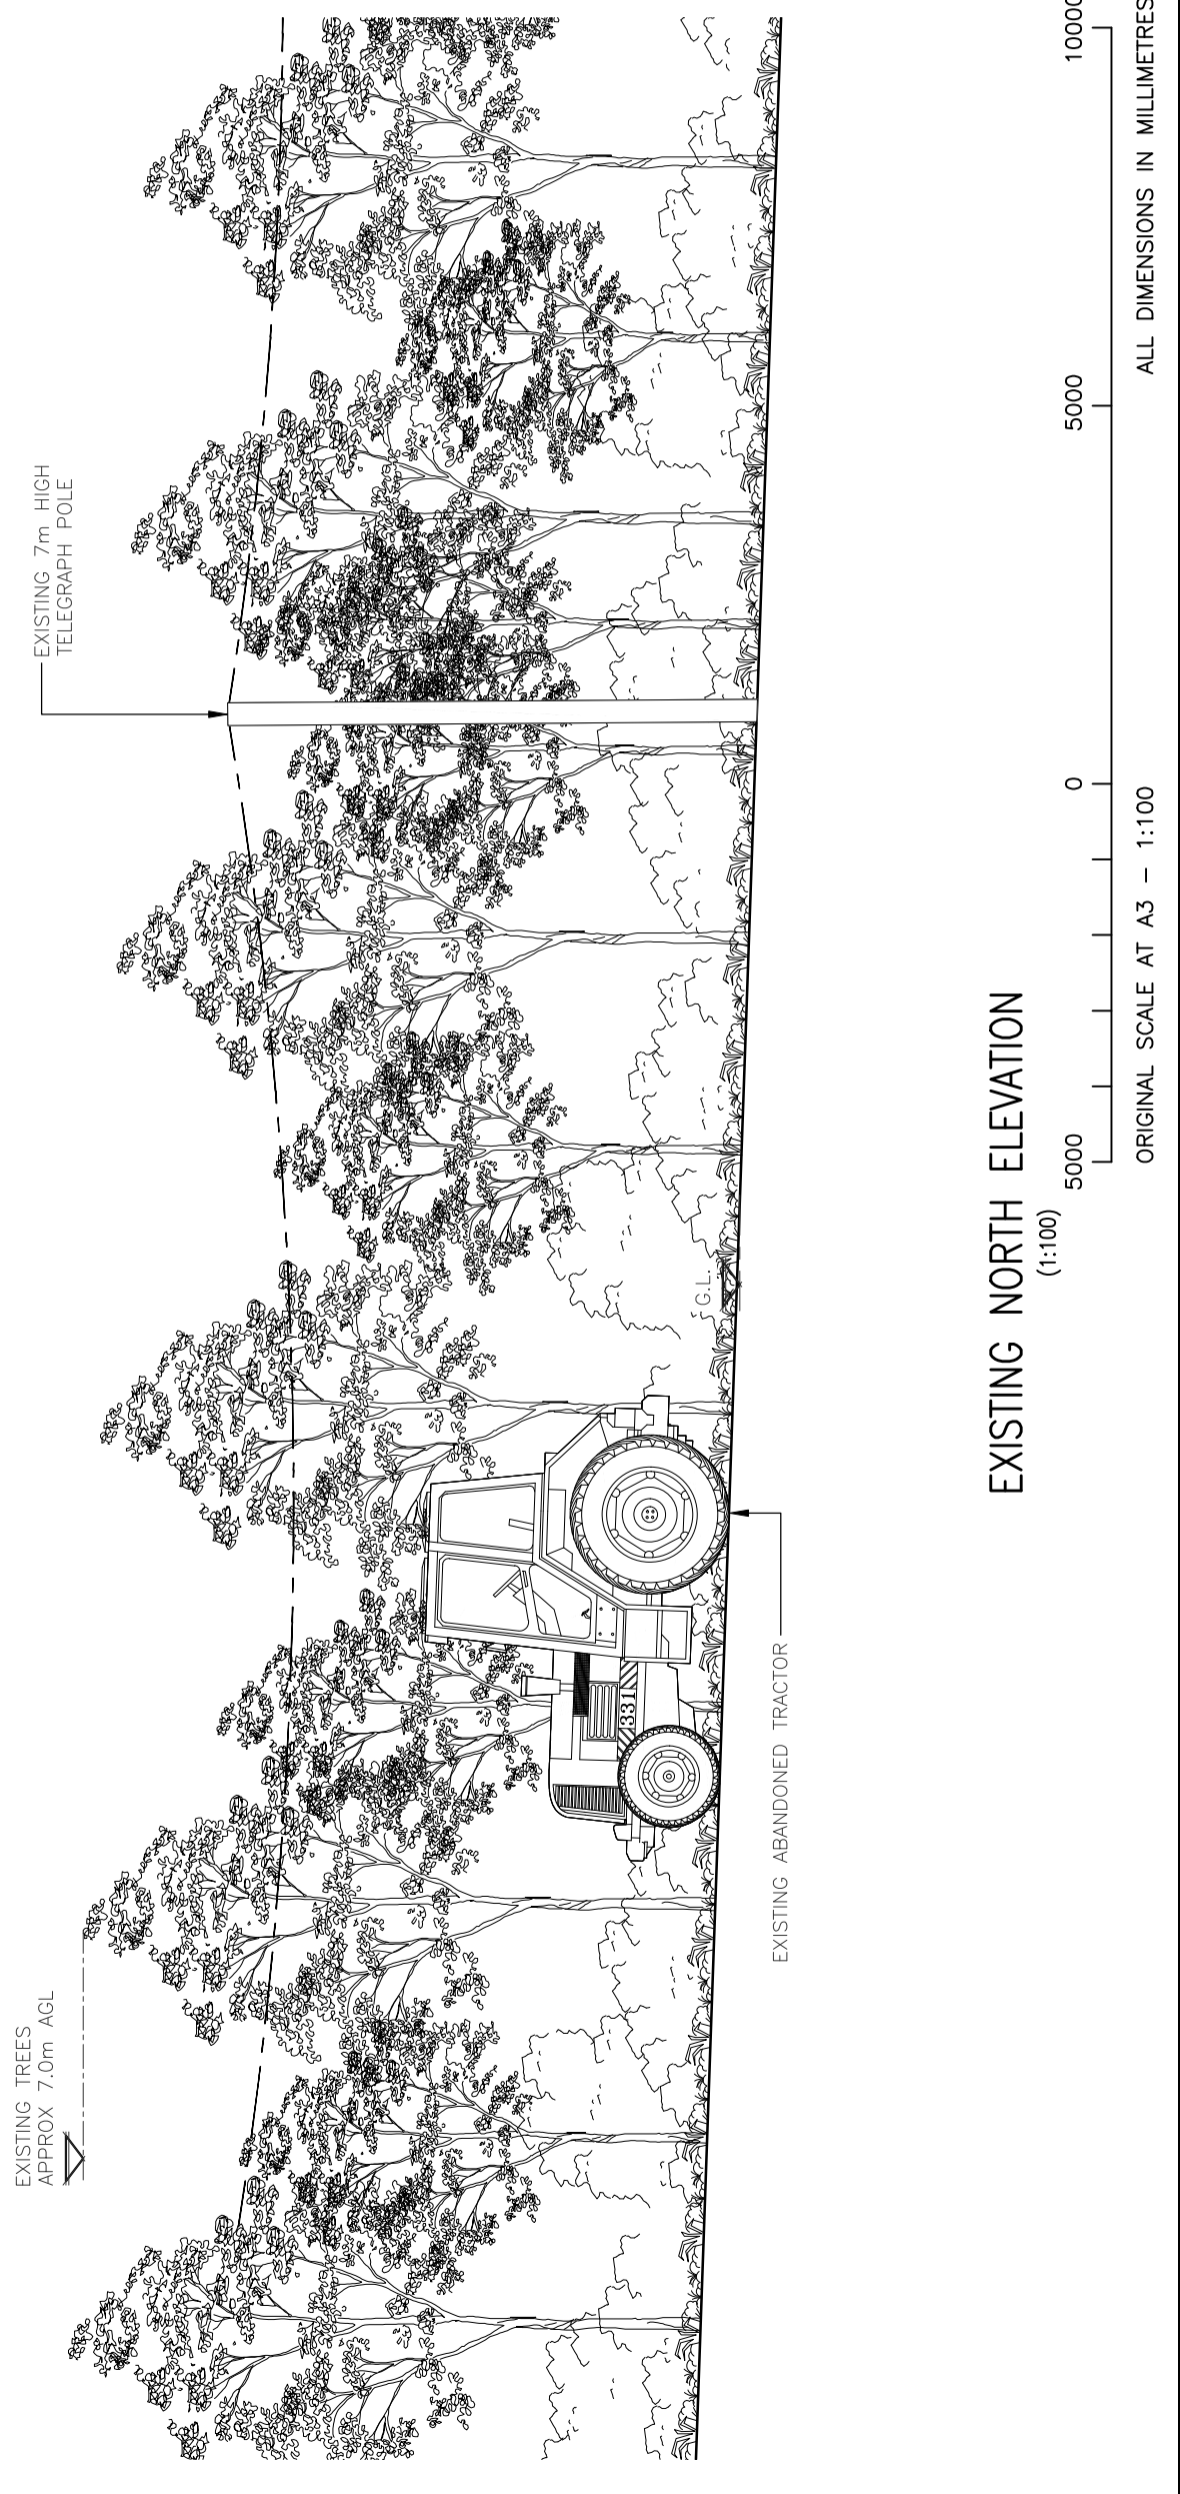 EXISTING TREES
APPROX 7.0m AGL
EXISTING 7m HIGH
TELEGRAPH POLE
G.L.
331
EXISTING ABANDONED TRACTOR
EXISTING NORTH ELEVATION
(1:100)
5000
0
5000
10000
ORIGINAL SCALE AT A3 – 1:100
ALL DIMENSIONS IN MILLIMETRES